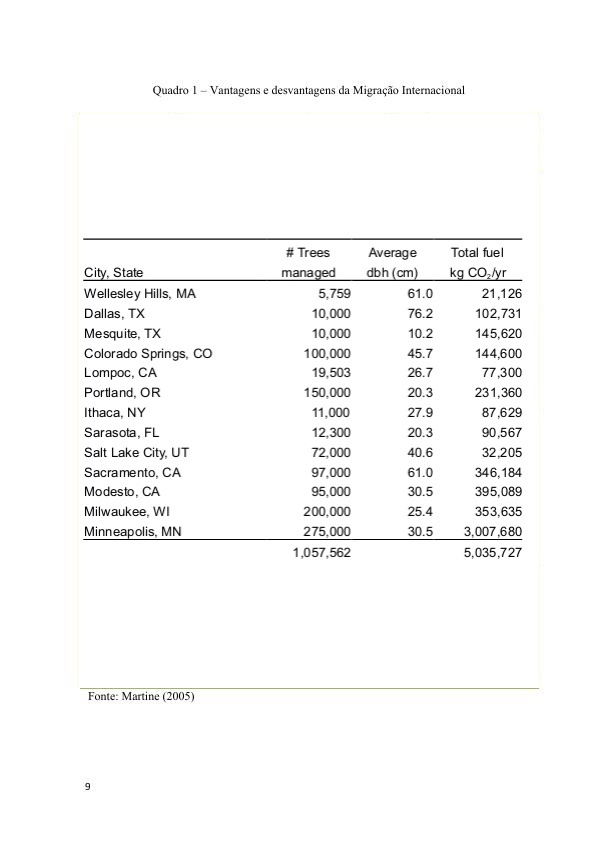 Quadro 1 – Vantagens e desvantagens da Migração Internacional
# Trees Average Total fuel
City, State managed dbh (cm) kg CO₂/yr
Wellesley Hills, MA 5,759 61.0 21,126
Dallas, TX 10,000 76.2 102,731
Mesquite, TX 10,000 10.2 145,620
Colorado Springs, CO 100,000 45.7 144,600
Lompoc, CA 19,503 26.7 77,300
Portland, OR 150,000 20.3 231,360
Ithaca, NY 11,000 27.9 87,629
Sarasota, FL 12,300 20.3 90,567
Salt Lake City, UT 72,000 40.6 32,205
Sacramento, CA 97,000 61.0 346,184
Modesto, CA 95,000 30.5 395,089
Milwaukee, WI 200,000 25.4 353,635
Minneapolis, MN 275,000 30.5 3,007,680
1,057,562 5,035,727
Fonte: Martine (2005)
9